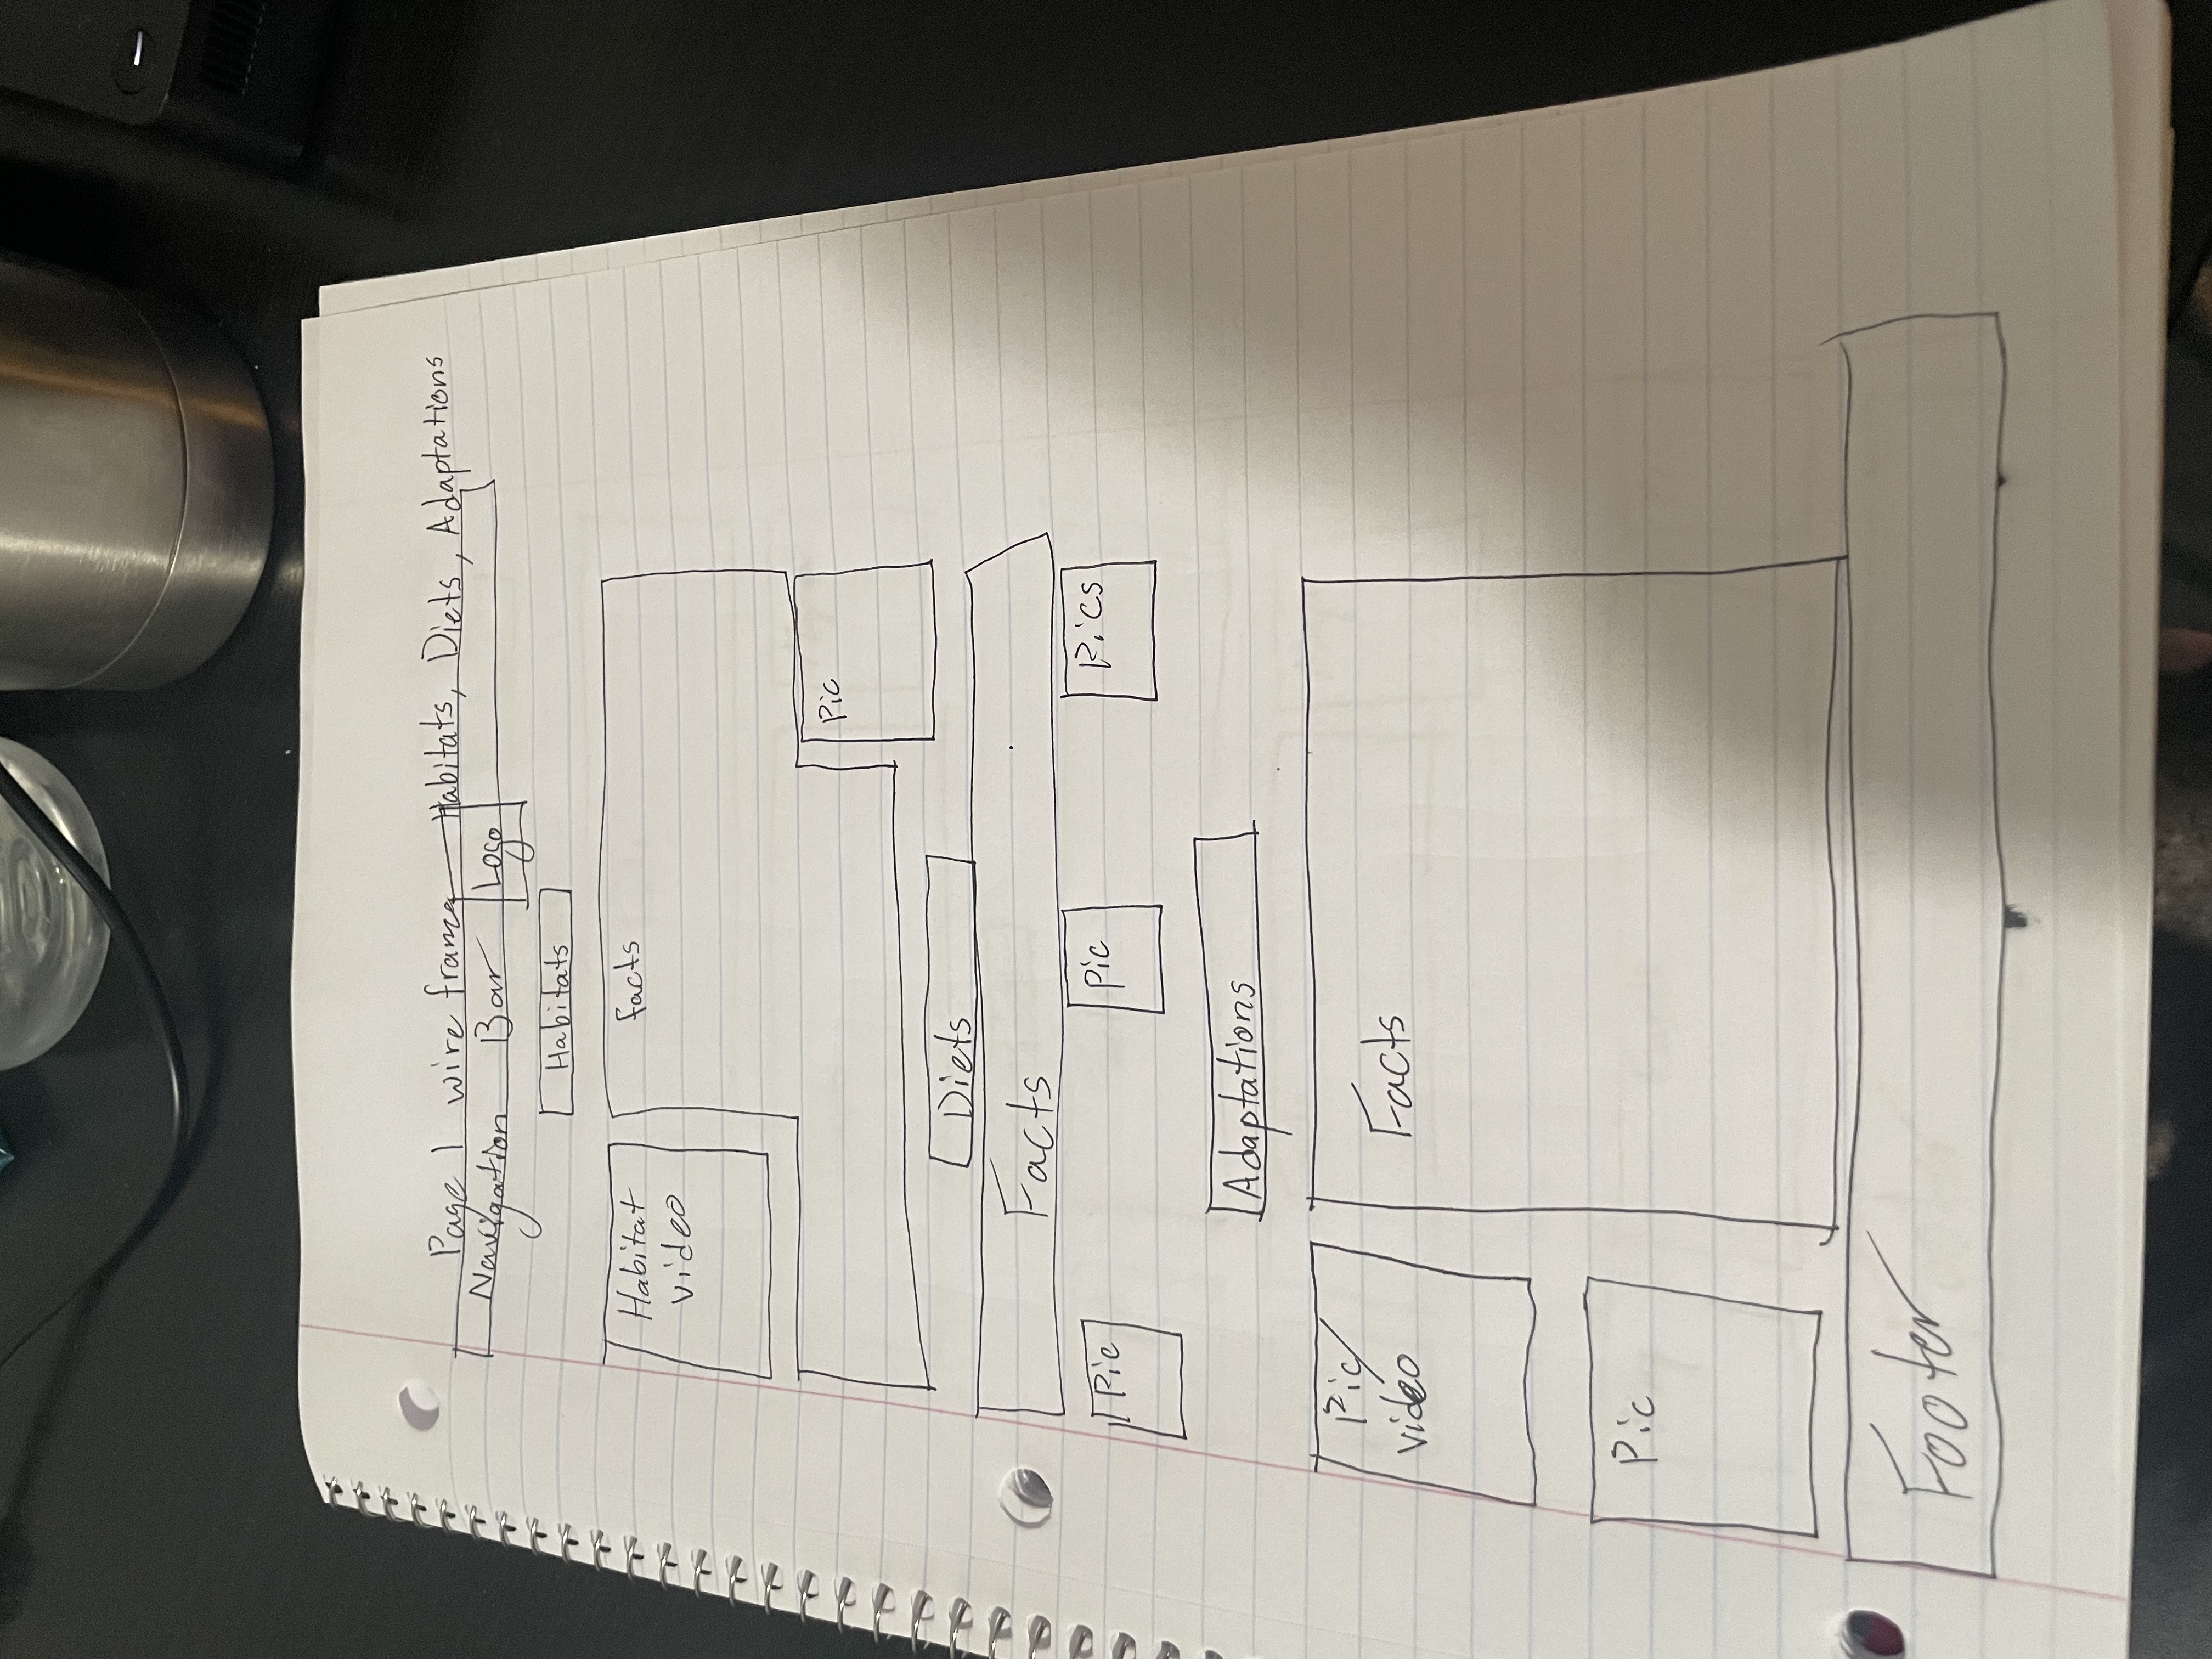 Page 1 wire frame — Habitats, Diets, Adaptations
Navigation Bar Logo
Habitats
Habitat
video
facts
Pic
Diets
Facts
Pic
Pic
Pics
Adaptations
Pic/
video
Facts
Pic
Footer